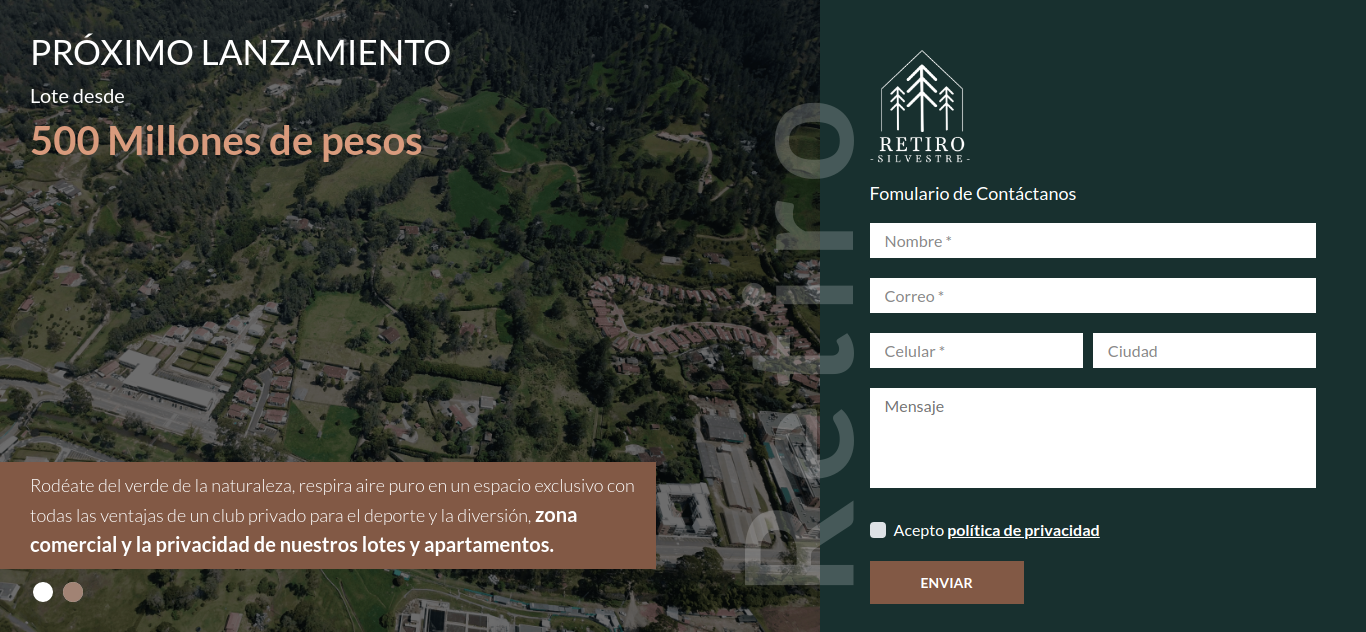 PRÓXIMO LANZAMIENTO
Lote desde
500 Millones de pesos
Rodéate del verde de la naturaleza, respira aire puro en un espacio exclusivo con
todas las ventajas de un club privado para el deporte y la diversión, zona
comercial y la privacidad de nuestros lotes y apartamentos.
Retiro
RETIRO
-SILVESTRE-
Fomulario de Contáctanos
Nombre *
Correo *
Celular *
Ciudad
Mensaje
Acepto política de privacidad
ENVIAR